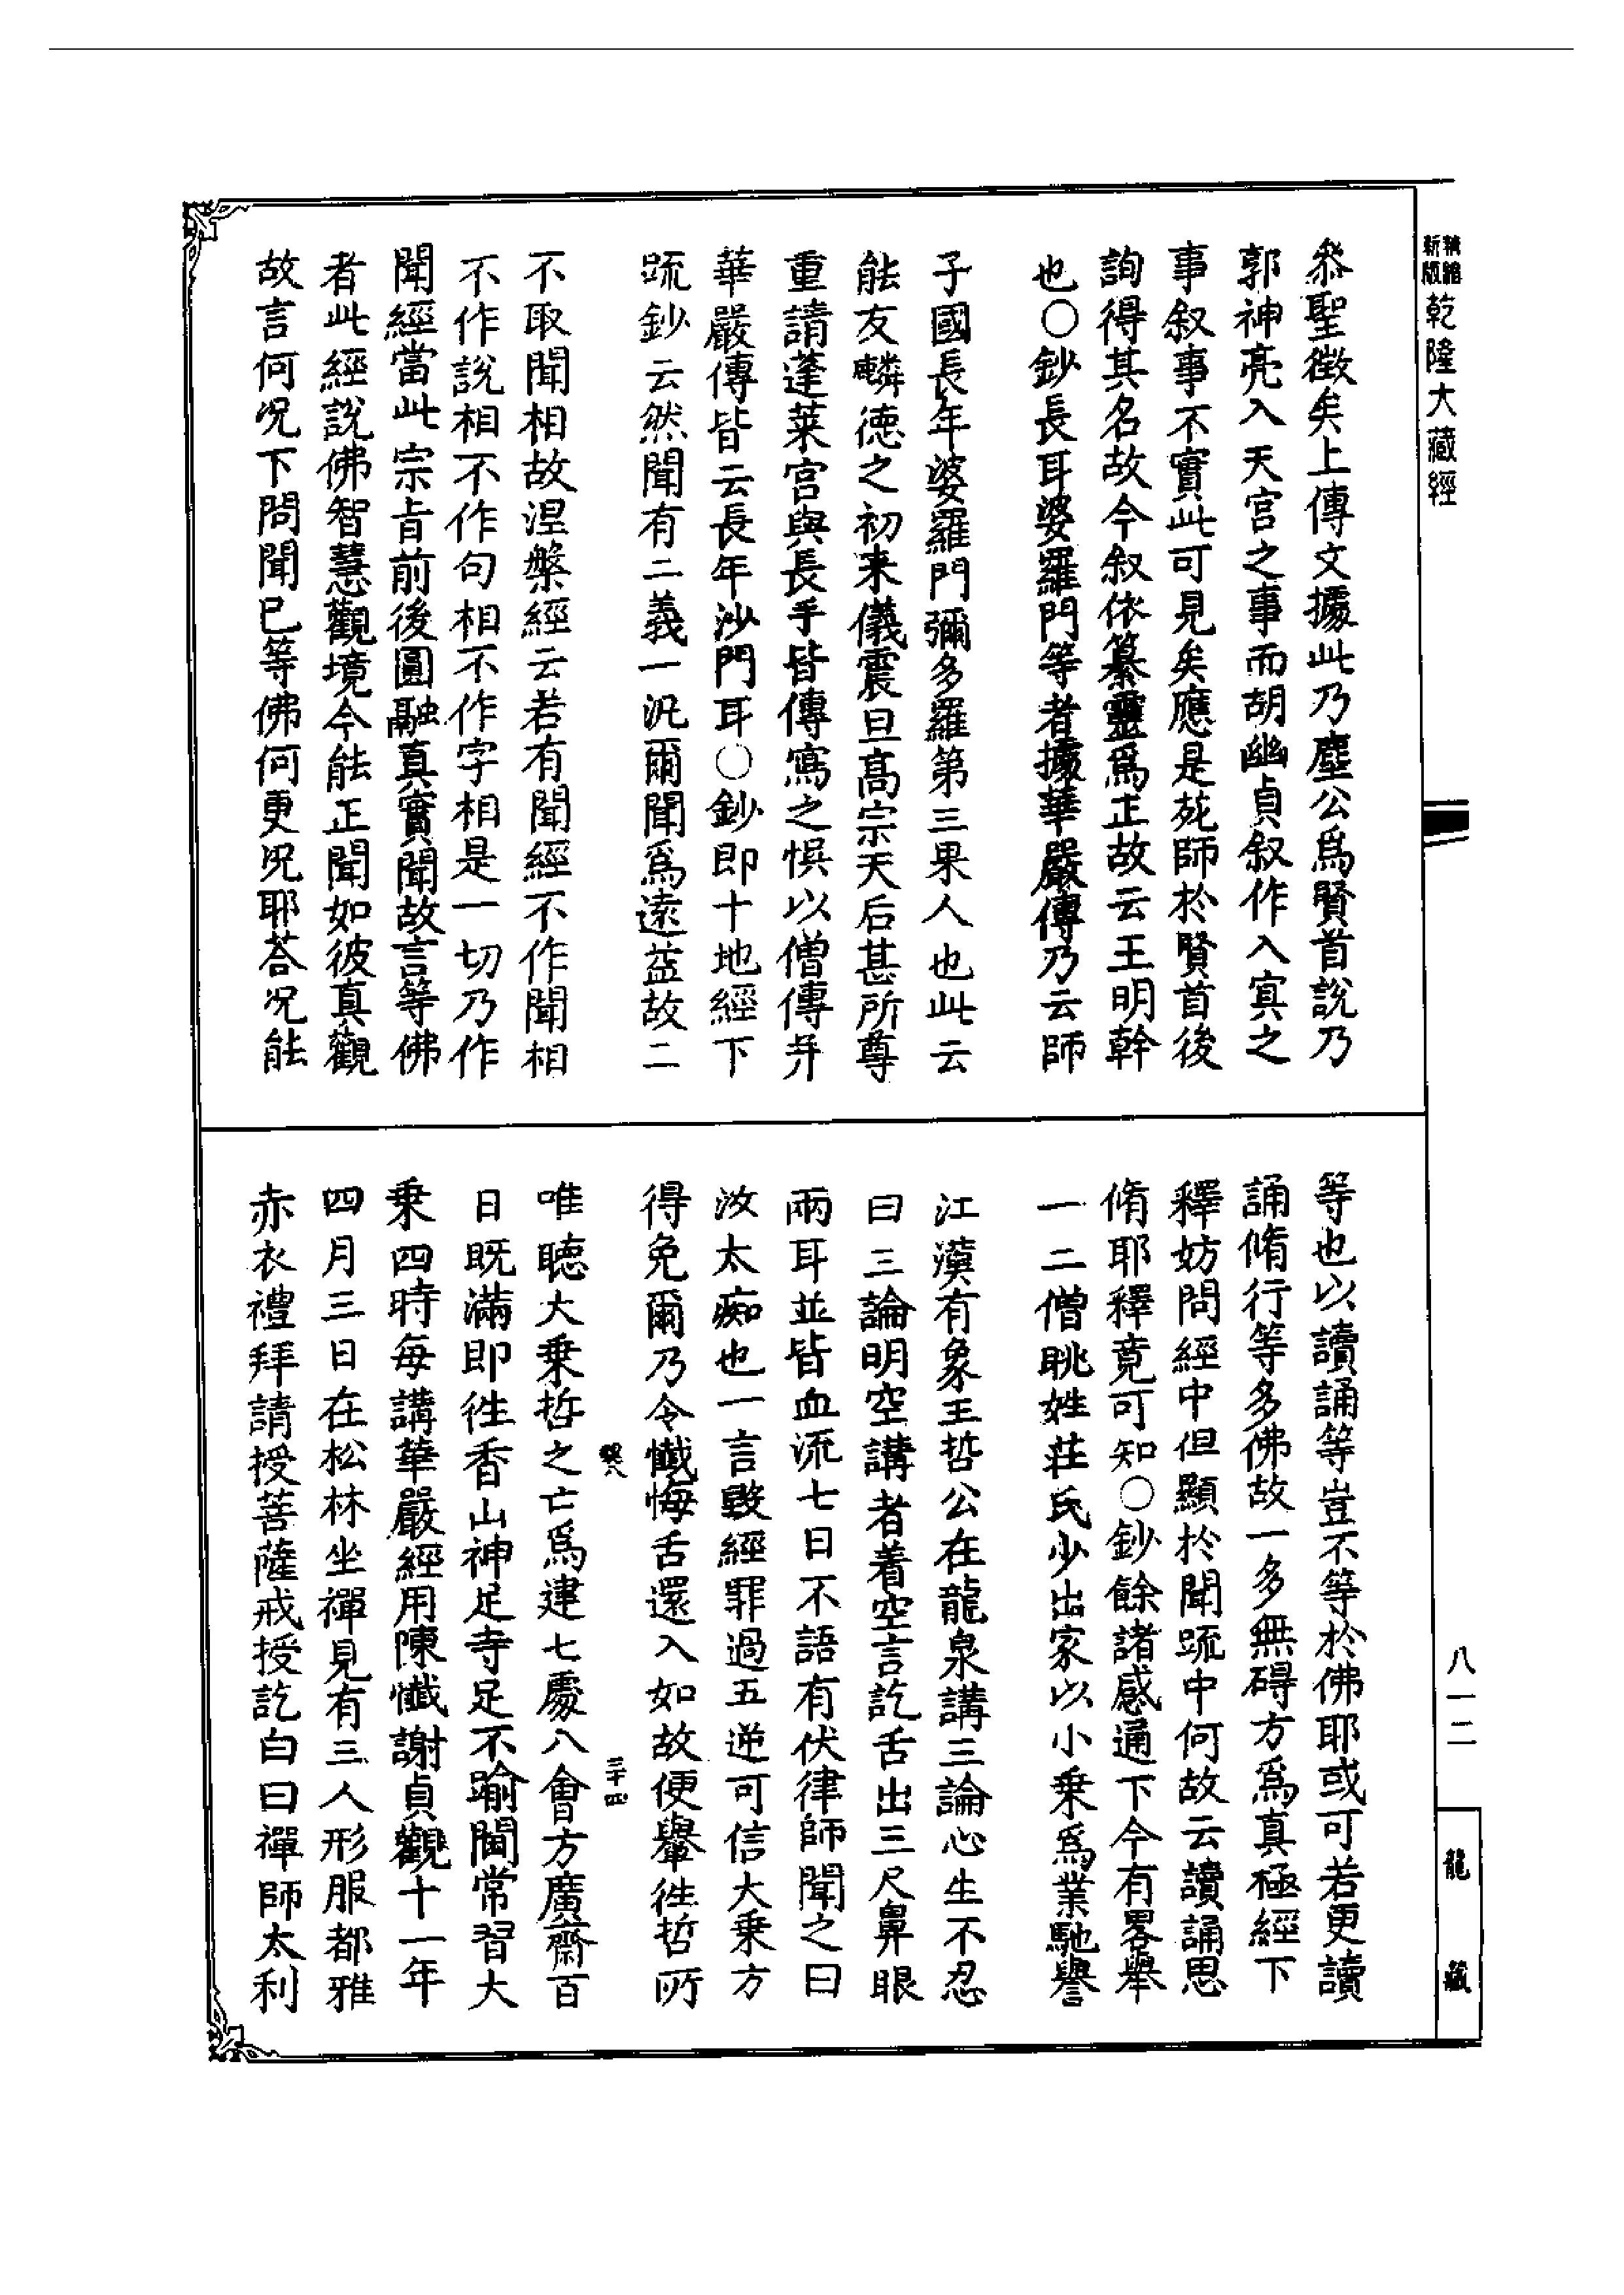 新版精縮乾隆大藏經
叅聖徵矣上傳文據此乃塵公爲賢首說乃
郭神亮入天宮之事而胡幽貞叙作入冥之
事叙事不實此可見矣應是苑師於賢首後
詢得其名故今叙依纂靈爲正故云王明幹
也○鈔長耳婆羅門等者據華嚴傳乃云師
子國長年婆羅門彌多羅第三果人也此云
能友麟德之初来儀震旦高宗天后甚所尊
重請蓬萊宮與長手皆傳寫之悮以僧傳并
華嚴傳皆云長年沙門耳○鈔即十地經下
䟽鈔云然聞有二義一汎爾聞爲遠益故二
不取聞相故涅槃經云若有聞經不作聞相
不作說相不作句相不作字相是一切乃作
聞經當此宗㫖前後圓融真實聞故言等佛
者此經說佛智慧觀境今能正聞如彼真觀
故言何况下問聞已等佛何更况耶荅况能
等也以讀誦等豈不等於佛耶或可若更讀
誦脩行等多佛故一多無碍方爲真極經下
釋妨問經中但顯於聞䟽中何故云讀誦思
脩耶釋竟可知○鈔餘諸感通下今有畧舉
一二僧眺姓莊氏少出家以小乗爲業馳譽
江漢有象王哲公在龍泉講三論心生不忍
曰三論明空講者着空言訖舌出三尺鼻眼
兩耳並皆血流七日不語有伏律師聞之曰
汝太痴也一言毀經罪過五逆可信大乗方
得免爾乃令懺悔舌還入如故便轝徃哲所
唯聽大乗哲之亡爲建七處八會方廣齋百
日既滿即徃香山神足寺足不踰閫常習大
乗四時每講華嚴經用陳懺謝貞觀十一年
四月三日在松林坐禪見有三人形服都雅
赤衣禮拜請授菩薩戒授訖白曰禪師太利
三十四
八一二
龍藏